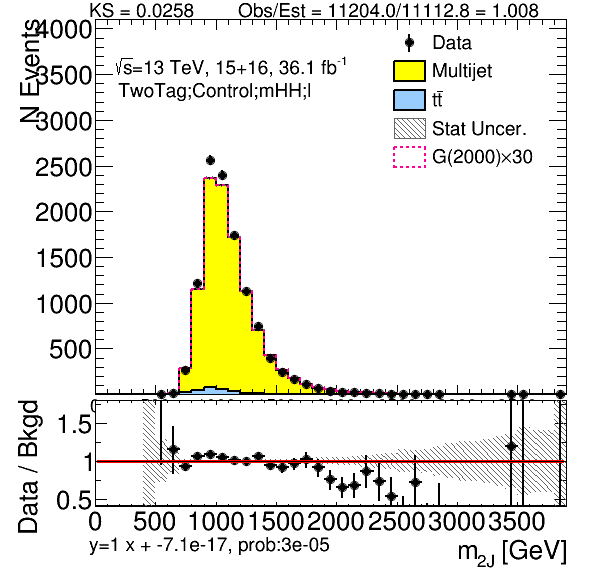 KS = 0.0258 Obs/Est = 11204.0/11112.8 = 1.008
N Events
4000
3500
3000
2500
2000
1500
1000
500
√s=13 TeV, 15+16, 36.1 fb⁻¹
TwoTag;Control;mHH;l
Data
Multijet
tt̄
Stat Uncer.
G(2000)×30
Data / Bkgd
1.5
1
0.5
0 500 1000 1500 2000 2500 3000 3500
y=1 x + -7.1e-17, prob:3e-05
m2J [GeV]